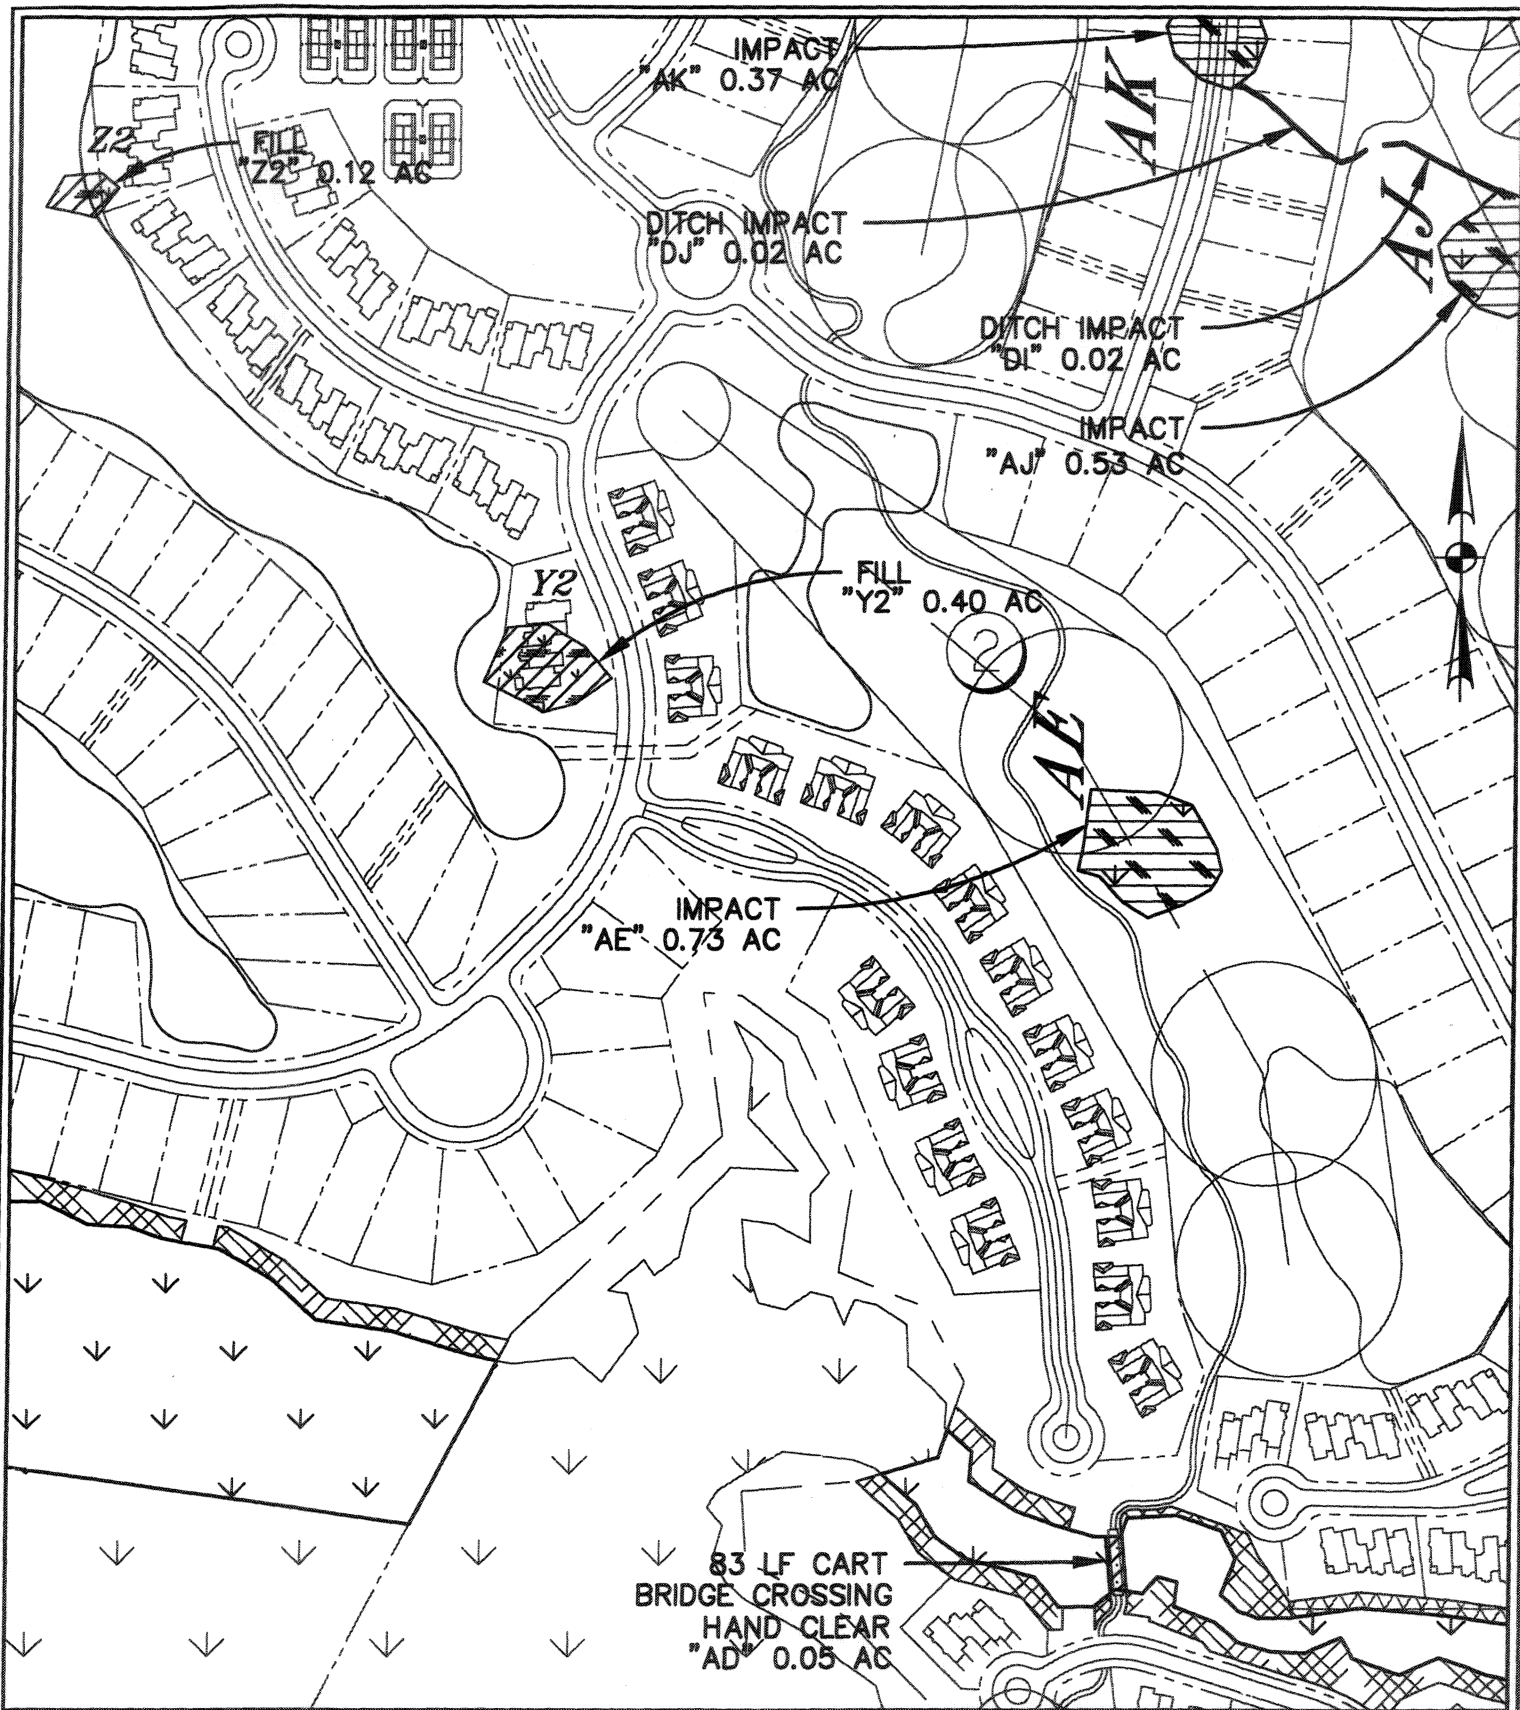 IMPACT
"AK" 0.37 AC
AK
Z2
FILL
"Z2" 0.12 AC
DITCH IMPACT
"DJ" 0.02 AC
AJ
DITCH IMPACT
"DI" 0.02 AC
IMPACT
"AJ" 0.53 AC
Y2
FILL
"Y2" 0.40 AC
2
AE
IMPACT
"AE" 0.73 AC
83 LF CART
BRIDGE CROSSING
HAND CLEAR
"AD" 0.05 AC